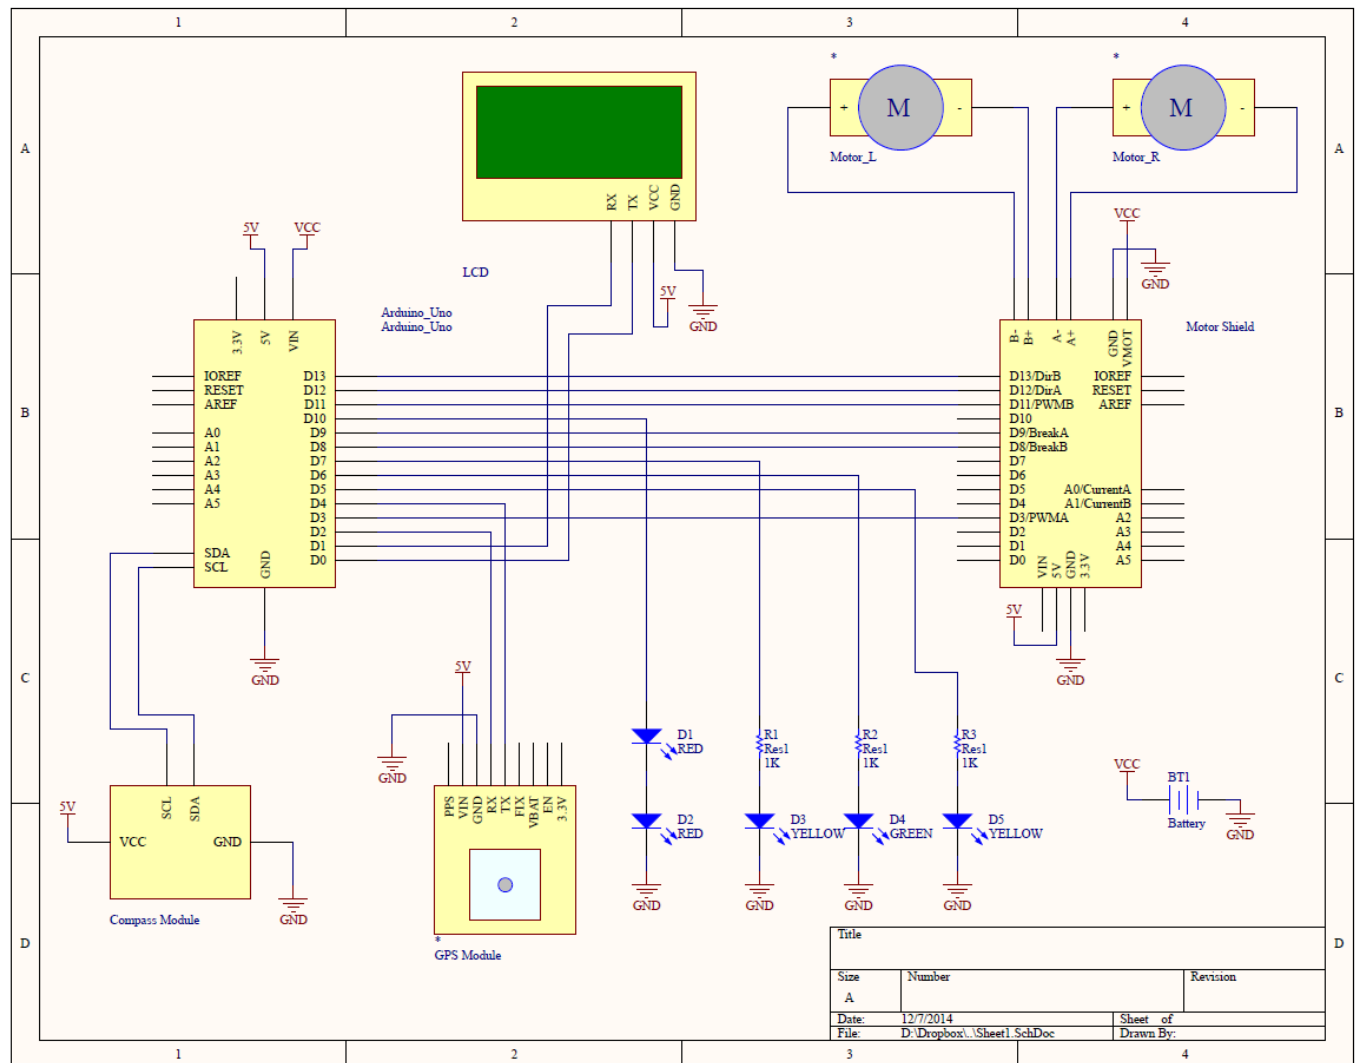 1 2 3 4
A
B
C
D
A
B
C
D
1 2 3 4
RX
TX
VCC
GND
LCD
5V
GND
*
+ M -
Motor_L
*
+ M -
Motor_R
5V
VCC
Arduino_Uno
Arduino_Uno
3.3V
5V
VIN
IOREF
RESET
AREF
A0
A1
A2
A3
A4
A5
SDA
SCL
GND
D13
D12
D11
D10
D9
D8
D7
D6
D5
D4
D3
D2
D1
D0
GND
VCC
GND
Motor Shield
B-
B+
A-
A+
GND
VMOT
D13/DirB
D12/DirA
D11/PWMB
D10
D9/BreakA
D8/BreakB
D7
D6
D5
D4
D3/PWMA
D2
D1
D0
IOREF
RESET
AREF
A0/CurrentA
A1/CurrentB
A2
A3
A4
A5
VIN
5V
GND
3.3V
5V
GND
5V
SCL
SDA
VCC
GND
GND
Compass Module
5V
GND
PPS
VIN
GND
RX
TX
FIX
VBAT
EN
3.3V
*
GPS Module
D1
RED
D2
RED
GND
R1
Res1
1K
D3
YELLOW
GND
R2
Res1
1K
D4
GREEN
GND
R3
Res1
1K
D5
YELLOW
GND
VCC
BT1
Battery
GND
Title
Size Number Revision
A
Date: 12/7/2014 Sheet of
File: D:\Dropbox\..\Sheet1.SchDoc Drawn By: